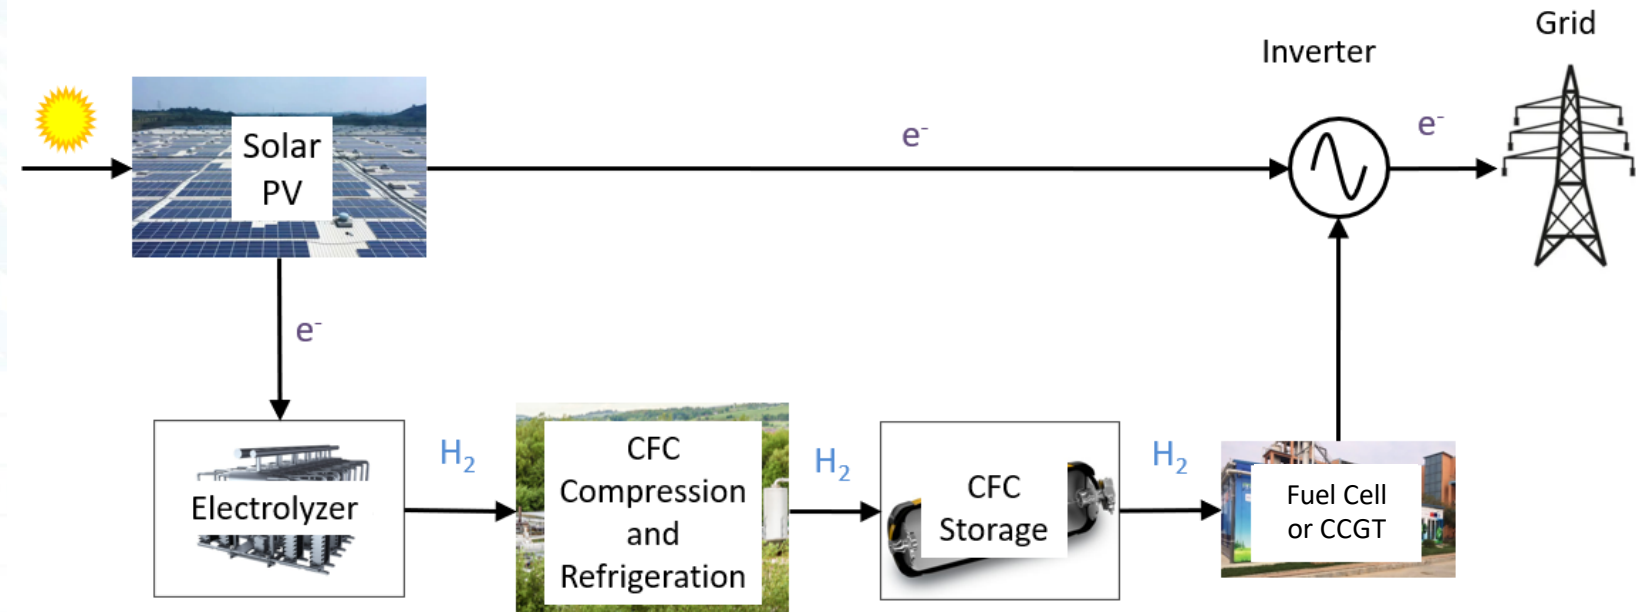 Grid
Inverter
Solar
PV
e-
e-
e-
H2
H2
H2
Electrolyzer
CFC
Compression
and
Refrigeration
CFC
Storage
Fuel Cell
or CCGT